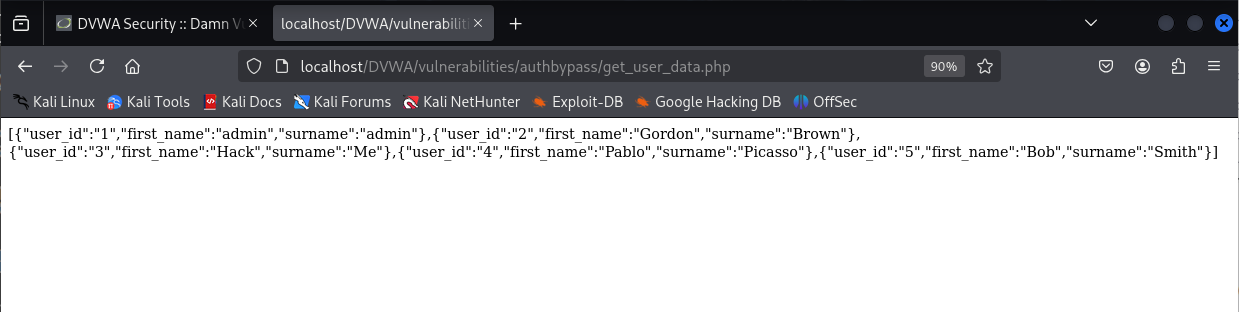 DVWA Security :: Damn V
localhost/DVWA/vulnerabiliti
localhost/DVWA/vulnerabilities/authbypass/get_user_data.php
90%
Kali Linux
Kali Tools
Kali Docs
Kali Forums
Kali NetHunter
Exploit-DB
Google Hacking DB
OffSec
[{"user_id":"1","first_name":"admin","surname":"admin"},{"user_id":"2","first_name":"Gordon","surname":"Brown"},
{"user_id":"3","first_name":"Hack","surname":"Me"},{"user_id":"4","first_name":"Pablo","surname":"Picasso"},{"user_id":"5","first_name":"Bob","surname":"Smith"}]